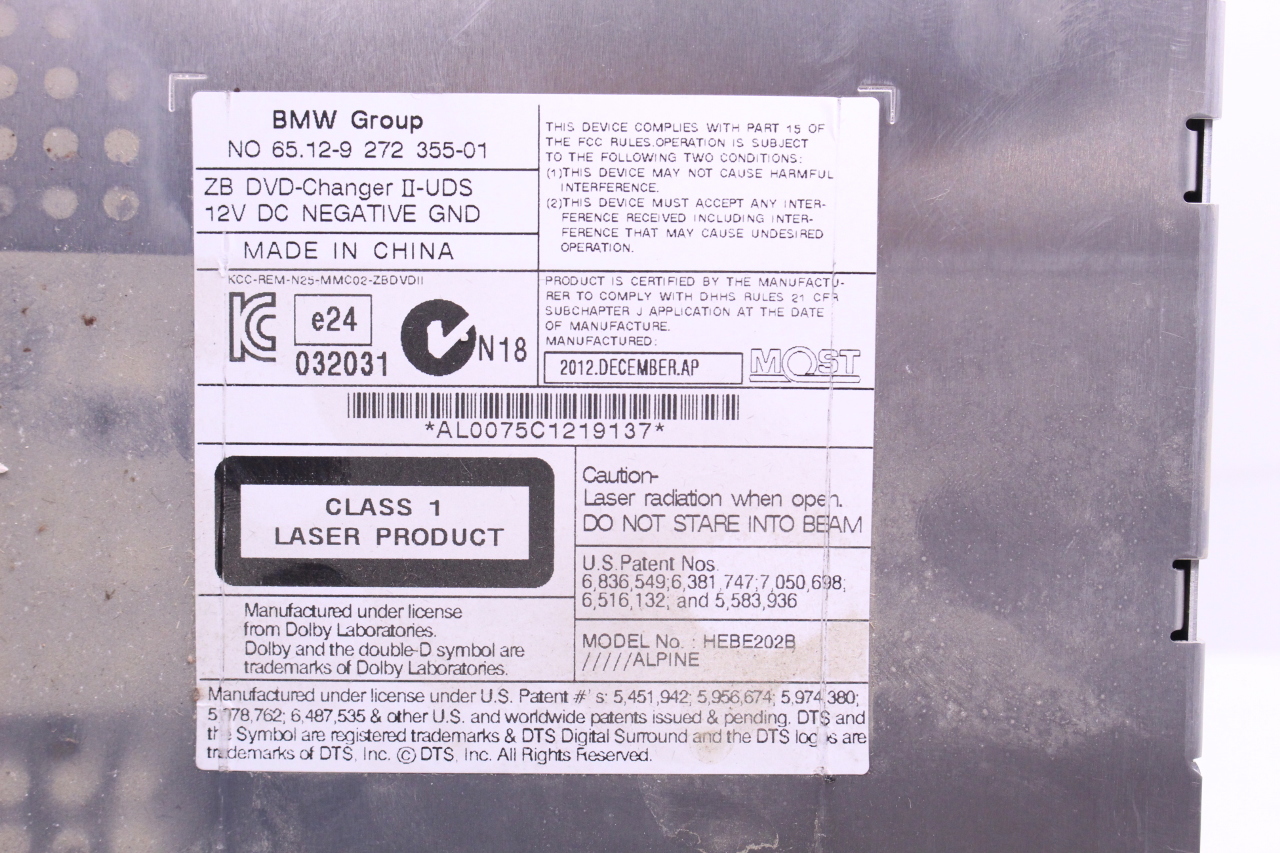 BMW Group
NO 65.12-9 272 355-01
ZB DVD-Changer II-UDS
12V DC NEGATIVE GND
MADE IN CHINA
THIS DEVICE COMPLIES WITH PART 15 OF
THE FCC RULES.OPERATION IS SUBJECT
TO THE FOLLOWING TWO CONDITIONS:
(1)THIS DEVICE MAY NOT CAUSE HARMFUL
INTERFERENCE.
(2)THIS DEVICE MUST ACCEPT ANY INTER-
FERENCE RECEIVED INCLUDING INTER-
FERENCE THAT MAY CAUSE UNDESIRED
OPERATION.
KCC-REM-N25-MMC02-ZBDVDII
KC
e24
032031
N18
PRODUCT IS CERTIFIED BY THE MANUFACTU-
RER TO COMPLY WITH DHHS RULES 21 CFR
SUBCHAPTER J APPLICATION AT THE DATE
OF MANUFACTURE.
MANUFACTURED:
2012.DECEMBER.AP
MOST
*AL0075C1219137*
CLASS 1
LASER PRODUCT
Caution-
Laser radiation when open.
DO NOT STARE INTO BEAM
U.S.Patent Nos.
6,836,549;6,381,747;7,050,698;
6,516,132; and 5,583,936
Manufactured under license
from Dolby Laboratories.
Dolby and the double-D symbol are
trademarks of Dolby Laboratories.
MODEL No. : HEBE202B
/////ALPINE
Manufactured under license under U.S. Patent #'s: 5,451,942; 5,956,674; 5,974,380;
5,978,762; 6,487,535 & other U.S. and worldwide patents issued & pending. DTS and
the Symbol are registered trademarks & DTS Digital Surround and the DTS logos are
trademarks of DTS, Inc. © DTS, Inc. All Rights Reserved.